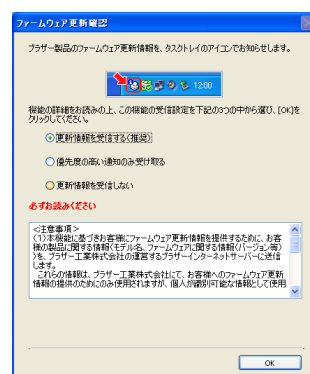 ファームウェア更新確認
ブラザー製品のファームウェア更新情報を、タスクトレイのアイコンでお知らせします。
12:00
機能の詳細をお読みの上、この機能の受信設定を下記の3つの中から選び、[OK]を
クリックしてください。
更新情報を受信する(推奨)
優先度の高い通知のみ受け取る
更新情報を受信しない
必ずお読みください
<注意事項>
(1)本機能に基づきお客様にファームウェア更新情報を提供するために、お客
様の製品に関する情報(モデル名、ファームウェアに関する情報(バージョン等)
)を、ブラザー工業株式会社の運営するブラザーインターネットサーバーに送信
します。
これらの情報は、ブラザー工業株式会社にて、お客様へのファームウェア更新
情報の提供のためにのみ使用されますが、個人が識別可能な情報として使用
OK